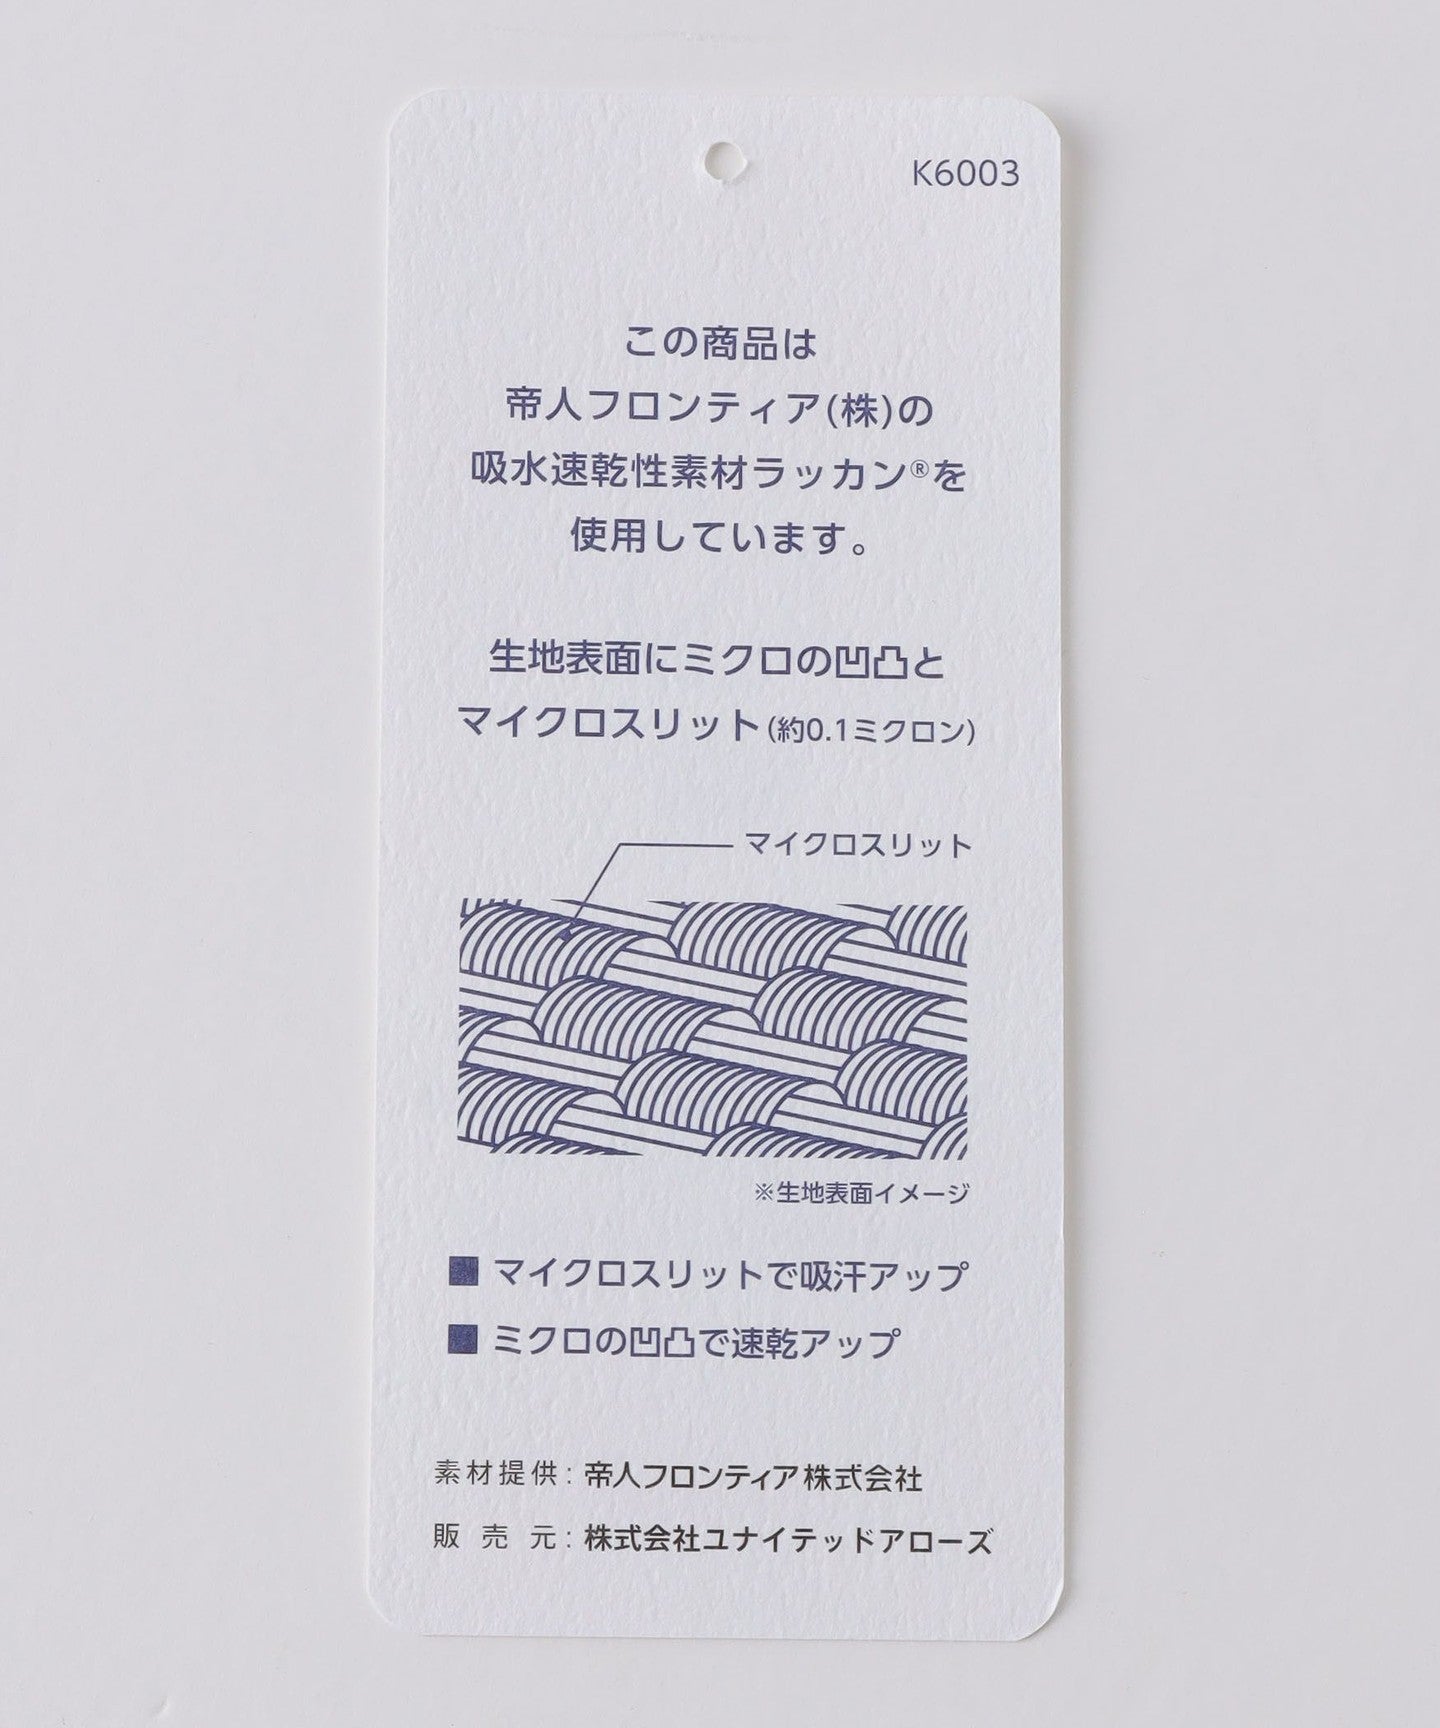 K6003
この商品は
帝人フロンティア(株)の
吸水速乾性素材ラッカン®を
使用しています。
生地表面にミクロの凹凸と
マイクロスリット(約0.1ミクロン)
マイクロスリット
※生地表面イメージ
■ マイクロスリットで吸汗アップ
■ ミクロの凹凸で速乾アップ
素材提供: 帝人フロンティア株式会社
販売元: 株式会社ユナイテッドアローズ